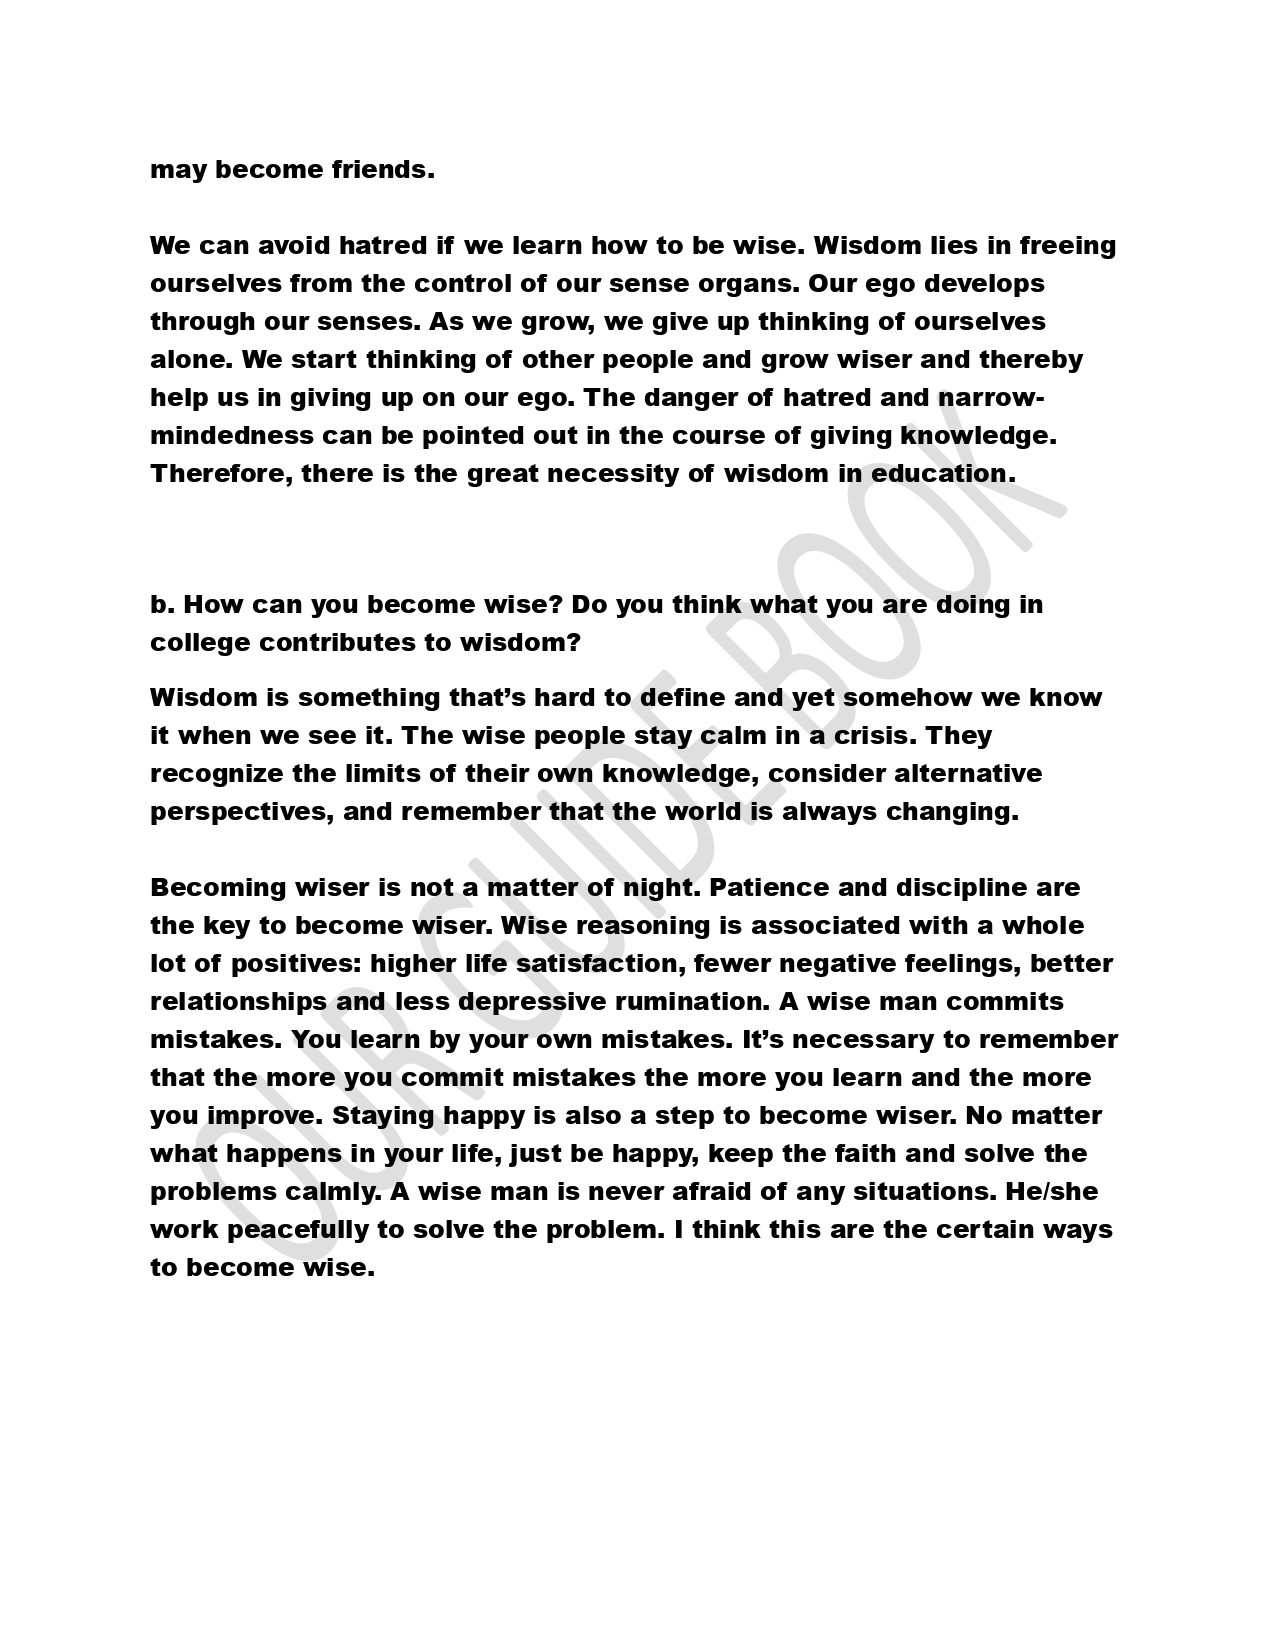 may become friends.
We can avoid hatred if we learn how to be wise. Wisdom lies in freeing
ourselves from the control of our sense organs. Our ego develops
through our senses. As we grow, we give up thinking of ourselves
alone. We start thinking of other people and grow wiser and thereby
help us in giving up on our ego. The danger of hatred and narrow-
mindedness can be pointed out in the course of giving knowledge.
Therefore, there is the great necessity of wisdom in education.
b. How can you become wise? Do you think what you are doing in
college contributes to wisdom?
Wisdom is something that’s hard to define and yet somehow we know
it when we see it. The wise people stay calm in a crisis. They
recognize the limits of their own knowledge, consider alternative
perspectives, and remember that the world is always changing.
Becoming wiser is not a matter of night. Patience and discipline are
the key to become wiser. Wise reasoning is associated with a whole
lot of positives: higher life satisfaction, fewer negative feelings, better
relationships and less depressive rumination. A wise man commits
mistakes. You learn by your own mistakes. It’s necessary to remember
that the more you commit mistakes the more you learn and the more
you improve. Staying happy is also a step to become wiser. No matter
what happens in your life, just be happy, keep the faith and solve the
problems calmly. A wise man is never afraid of any situations. He/she
work peacefully to solve the problem. I think this are the certain ways
to become wise.
OUR GUIDE BOOK